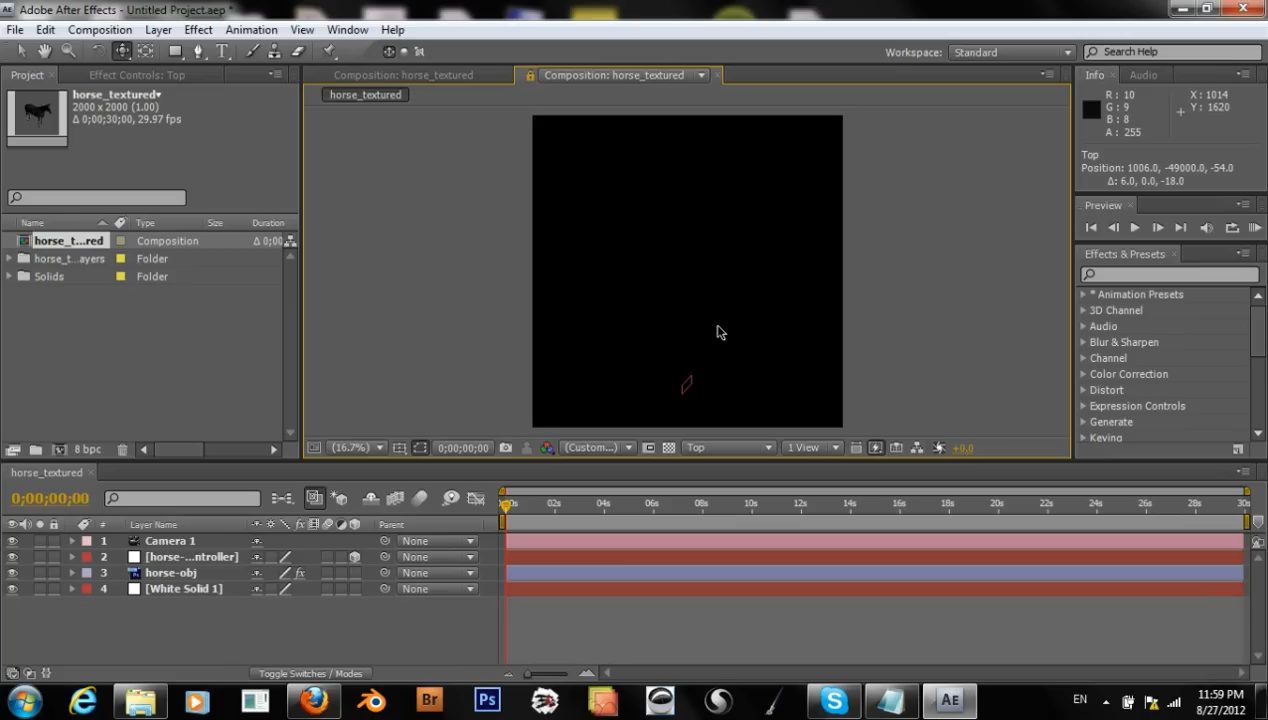 Adobe After Effects - Untitled Project.aep *
File Edit Composition Layer Effect Animation View Window Help
Workspace: Standard Search Help
Project Effect Controls: Top
horse_textured
2000 x 2000 (1.00)
Δ 0;00;30;00, 29.97 fps
Name Type Size Duration
horse_t...red Composition Δ 0;00
horse_t...ayers Folder
Solids Folder
8 bpc
Composition: horse_textured Composition: horse_textured
horse_textured
(16.7%) 0;00;00;00 (Custom...) Top 1 View +0.0
Info Audio
R : 10 X : 1014
G : 9 Y : 1620
B : 8
A : 255
Top
Position: 1006.0, -49000.0, -54.0
Δ: 6.0, 0.0, -18.0
Preview
Effects & Presets
* Animation Presets
3D Channel
Audio
Blur & Sharpen
Channel
Color Correction
Distort
Expression Controls
Generate
Keying
horse_textured
0;00;00;00
02s 04s 06s 08s 10s 12s 14s 16s 18s 20s 22s 24s 26s 28s 30s
# Layer Name Parent
1 Camera 1 None
2 [horse-...ntroller] None
3 horse-obj None
4 [White Solid 1] None
Toggle Switches / Modes
Br Ps Ae EN
11:59 PM
8/27/2012